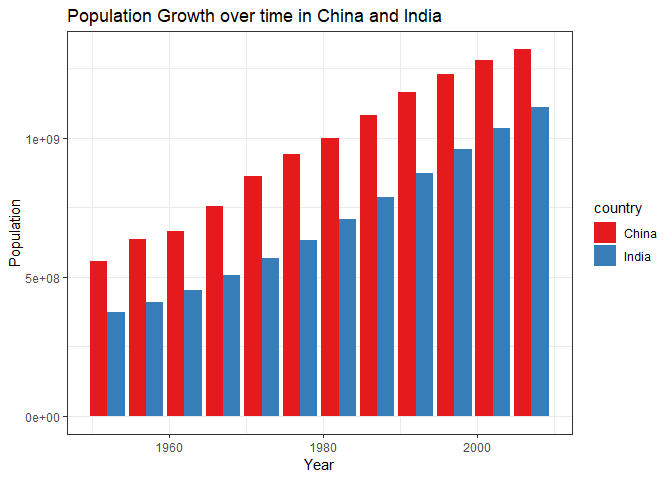 Population Growth over time in China and India
Population
1e+09
5e+08
0e+00
1960
1980
2000
Year
country
China
India